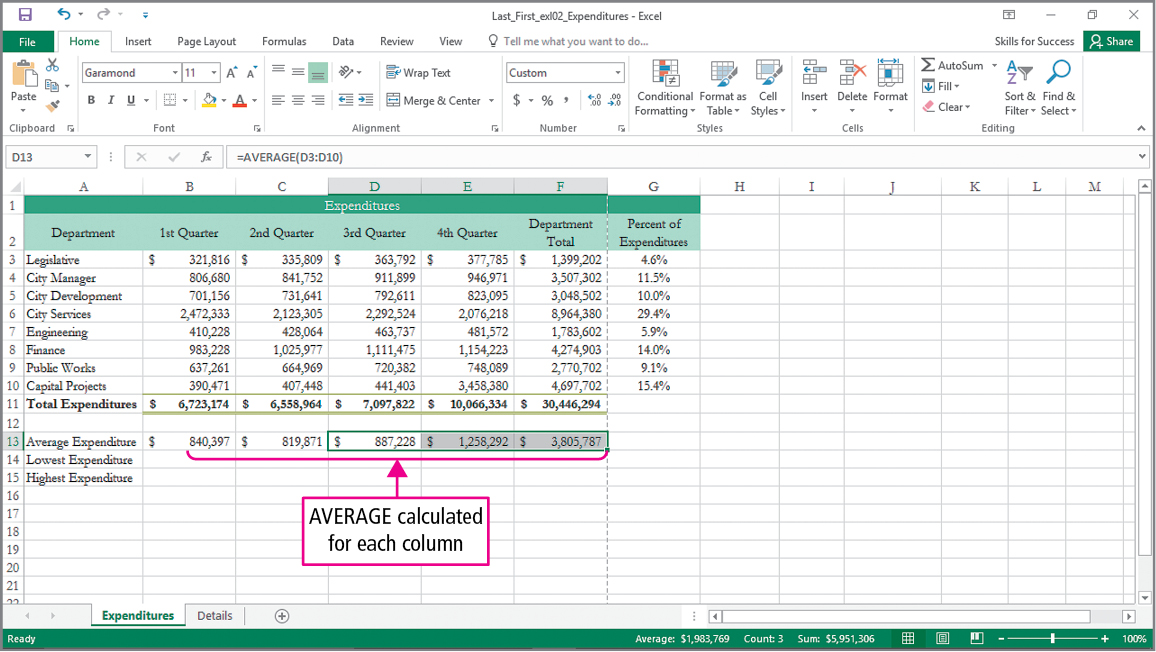 Last_First_exl02_Expenditures - Excel
File Home Insert Page Layout Formulas Data Review View Tell me what you want to do... Skills for Success Share
Paste
Clipboard
Garamond 11
B I U
Font
Wrap Text
Merge & Center
Alignment
Custom
$ % ,
Number
Conditional Formatting
Format as Table
Cell Styles
Styles
Insert Delete Format
Cells
AutoSum
Fill
Clear
Sort & Filter
Find & Select
Editing
D13 fx =AVERAGE(D3:D10)
A B C D E F G H I J K L M
1 Expenditures
2 Department 1st Quarter 2nd Quarter 3rd Quarter 4th Quarter Department Total Percent of Expenditures
3 Legislative $ 321,816 $ 335,809 $ 363,792 $ 377,785 $ 1,399,202 4.6%
4 City Manager 806,680 841,752 911,899 946,971 3,507,302 11.5%
5 City Development 701,156 731,641 792,611 823,095 3,048,502 10.0%
6 City Services 2,472,333 2,123,305 2,292,524 2,076,218 8,964,380 29.4%
7 Engineering 410,228 428,064 463,737 481,572 1,783,602 5.9%
8 Finance 983,228 1,025,977 1,111,475 1,154,223 4,274,903 14.0%
9 Public Works 637,261 664,969 720,382 748,089 2,770,702 9.1%
10 Capital Projects 390,471 407,448 441,403 3,458,380 4,697,702 15.4%
11 Total Expenditures $ 6,723,174 $ 6,558,964 $ 7,097,822 $ 10,066,334 $ 30,446,294
12
13 Average Expenditure $ 840,397 $ 819,871 $ 887,228 $ 1,258,292 $ 3,805,787
14 Lowest Expenditure
15 Highest Expenditure
16
17
18
19
20
21
22
AVERAGE calculated
for each column
Expenditures Details
Ready Average: $1,983,769 Count: 3 Sum: $5,951,306 100%